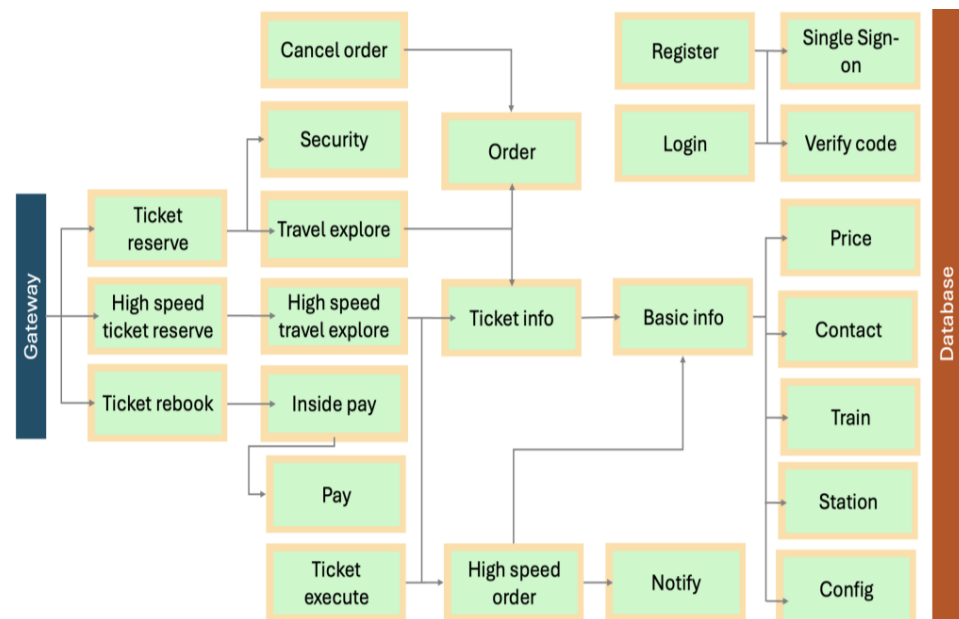 Gateway
Cancel order
Security
Ticket
reserve
Travel explore
High speed
ticket reserve
High speed
travel explore
Ticket rebook
Inside pay
Pay
Ticket
execute
Order
Ticket info
High speed
order
Register
Login
Basic info
Notify
Single Sign-
on
Verify code
Price
Contact
Train
Station
Config
Database